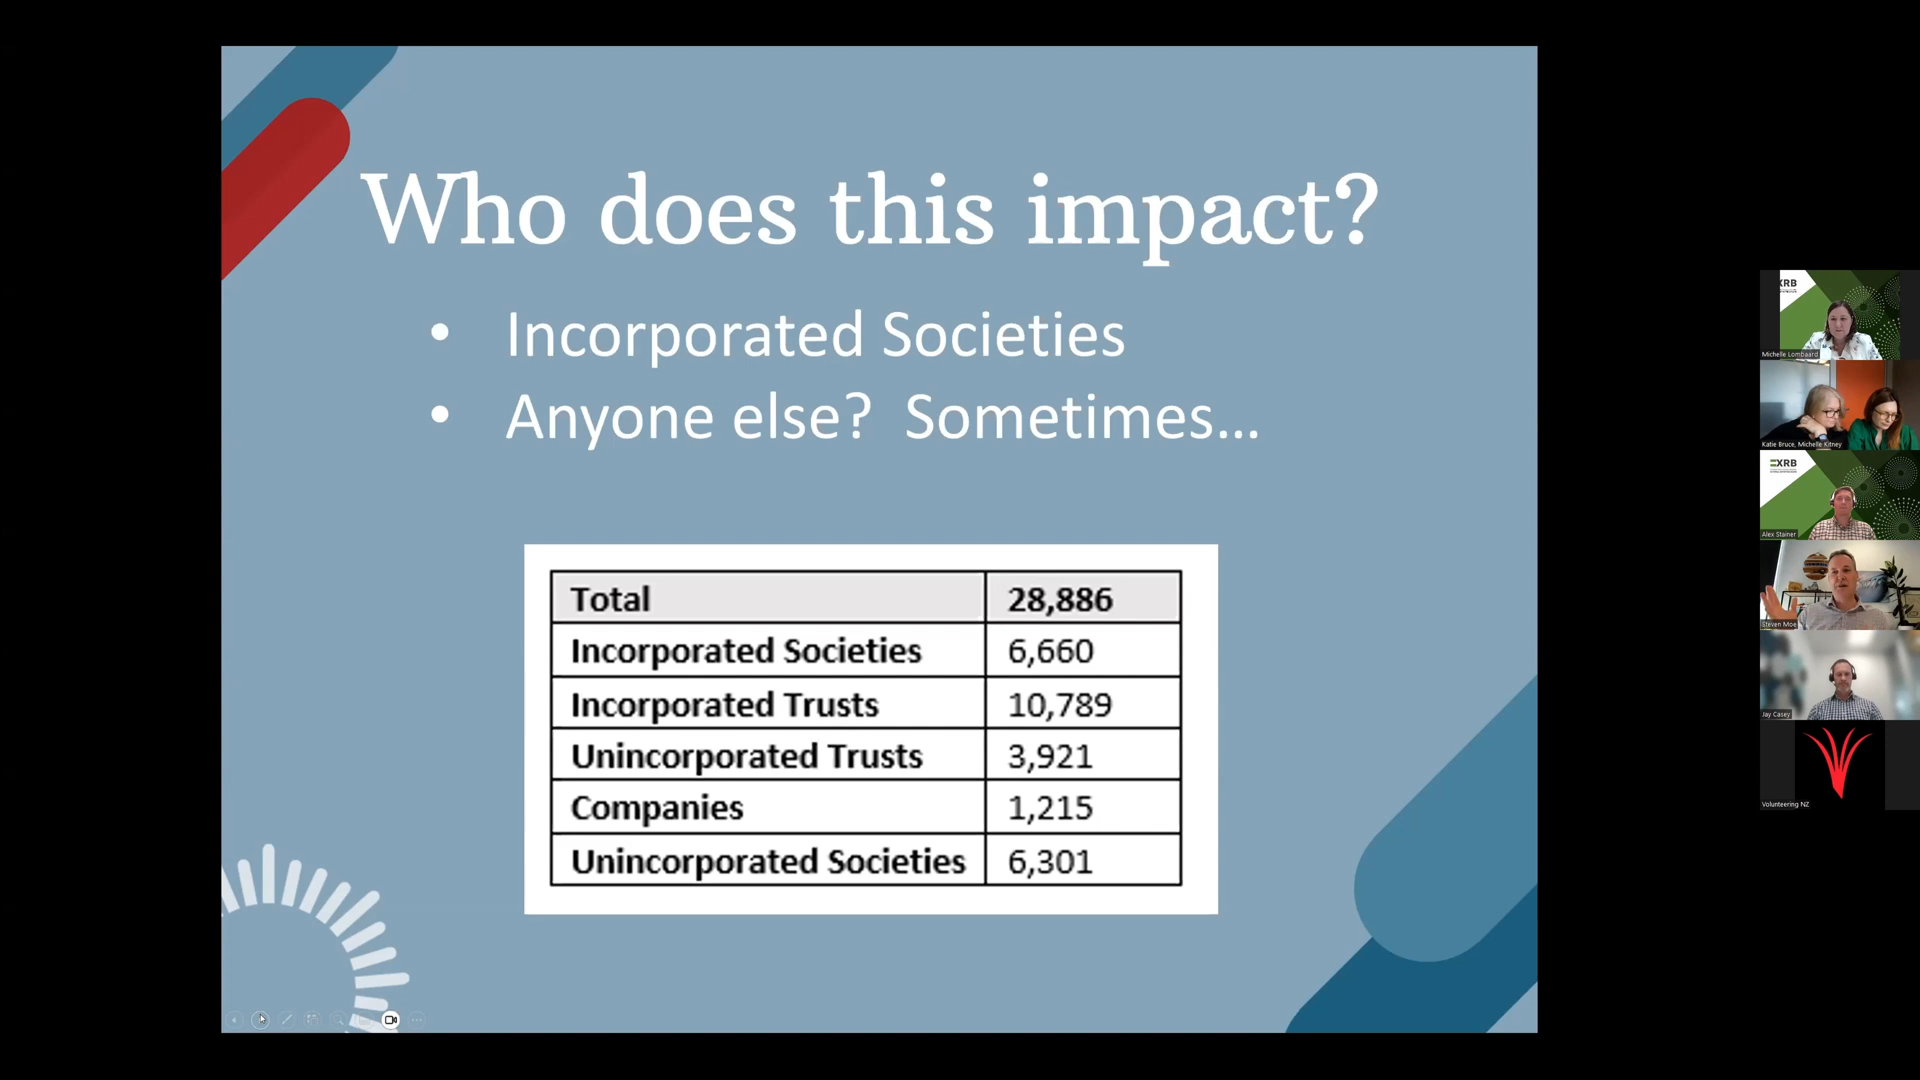 Who does this impact?
• Incorporated Societies
• Anyone else? Sometimes...
Total 28,886
Incorporated Societies 6,660
Incorporated Trusts 10,789
Unincorporated Trusts 3,921
Companies 1,215
Unincorporated Societies 6,301
XRB
Michelle Lombaard
Katie Bruce, Michelle Kitney
XRB
Alex Stainer
Steven Moe
Jay Casey
Volunteering NZ